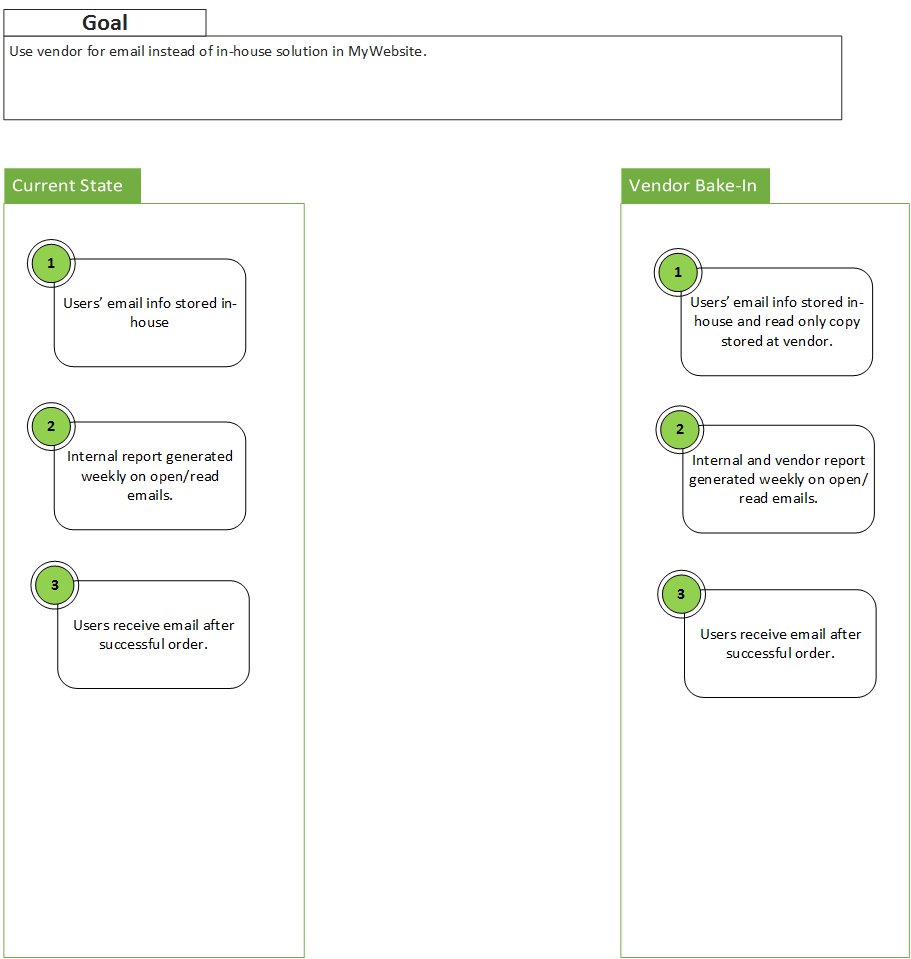 Goal
Use vendor for email instead of in-house solution in MyWebsite.
Current State
1
Users’ email info stored in-
house
2
Internal report generated
weekly on open/read
emails.
3
Users receive email after
successful order.
Vendor Bake-In
1
Users’ email info stored in-
house and read only copy
stored at vendor.
2
Internal and vendor report
generated weekly on open/
read emails.
3
Users receive email after
successful order.